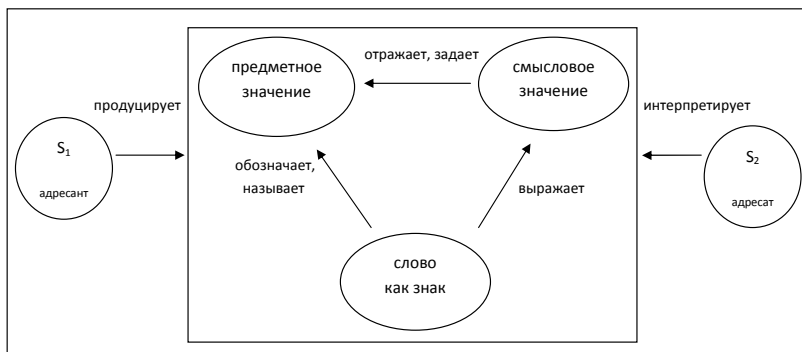 предметное
значение
отражает, задает
смысловое
значение
продуцирует
интерпретирует
S₁
адресант
обозначает,
называет
выражает
S₂
адресат
слово
как знак